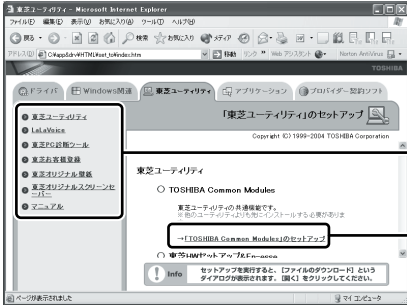 東芝ユーティリティ - Microsoft Internet Explorer
ファイル(F) 編集(E) 表示(V) お気に入り(A) ツール(T) ヘルプ(H)
戻る 検索 お気に入り メディア
アドレス(D) C:¥app&drv¥HTML¥set_to¥index.htm 移動 リンク Web アシスタント Norton AntiVirus
TOSHIBA
ドライバ Windows関連 東芝ユーティリティ アプリケーション プロバイダー契約ソフト
「東芝ユーティリティ」のセットアップ
Copyright (C) 1999-2004 TOSHIBA Corporation
東芝ユーティリティ
LaLaVoice
東芝PC診断ツール
東芝お客様登録
東芝オリジナル壁紙
東芝オリジナルスクリーンセーバー
マニュアル
東芝ユーティリティ
TOSHIBA Common Modules
東芝ユーティリティの共通機能です。
※他のユーティリティよりも先にインストールする必要がありま
→「TOSHIBA Common Modules」のセットアップ
東芝HWセットアップ&Fn-esse
Info セットアップを実行すると、[ファイルのダウンロード] という
ダイアログが表示されます。[開く] をクリックしてください。
ページが表示されました マイ コンピュータ